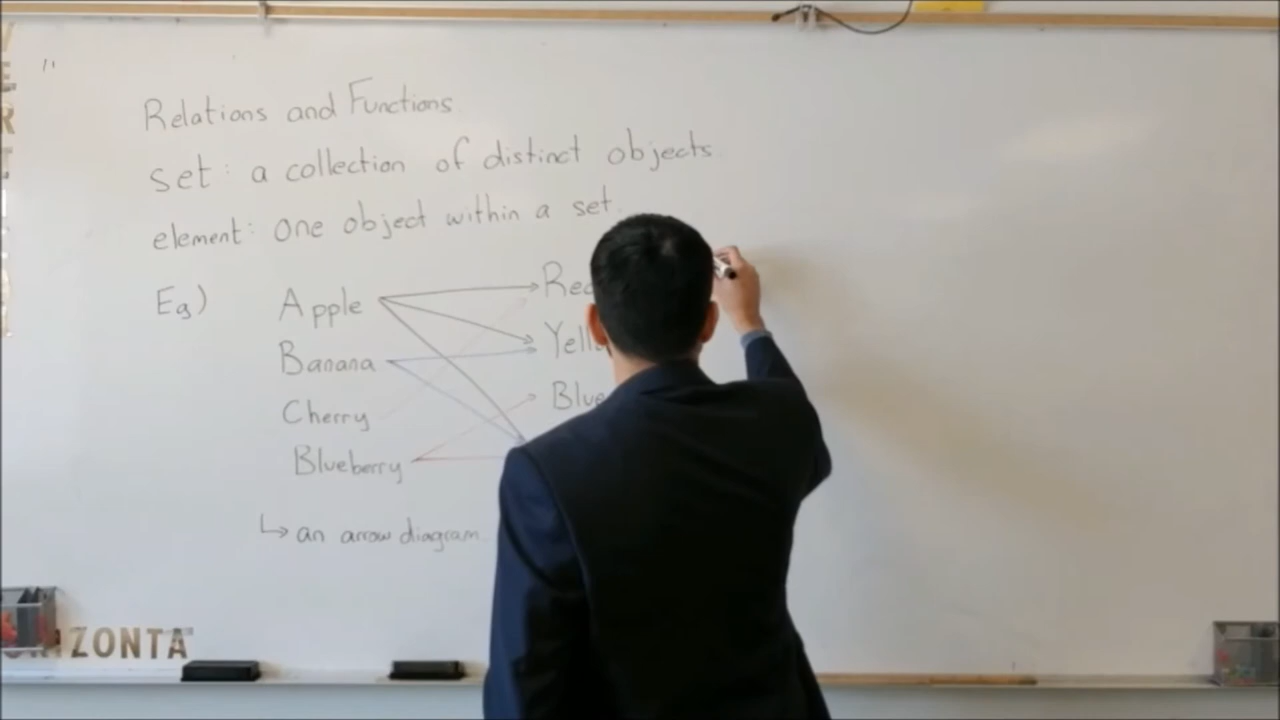 Relations and Functions
set: a collection of distinct objects
element: one object within a set.
Eg)
Apple
Banana
Cherry
Blueberry
Blue
↳ an arrow diagram
ZONTA